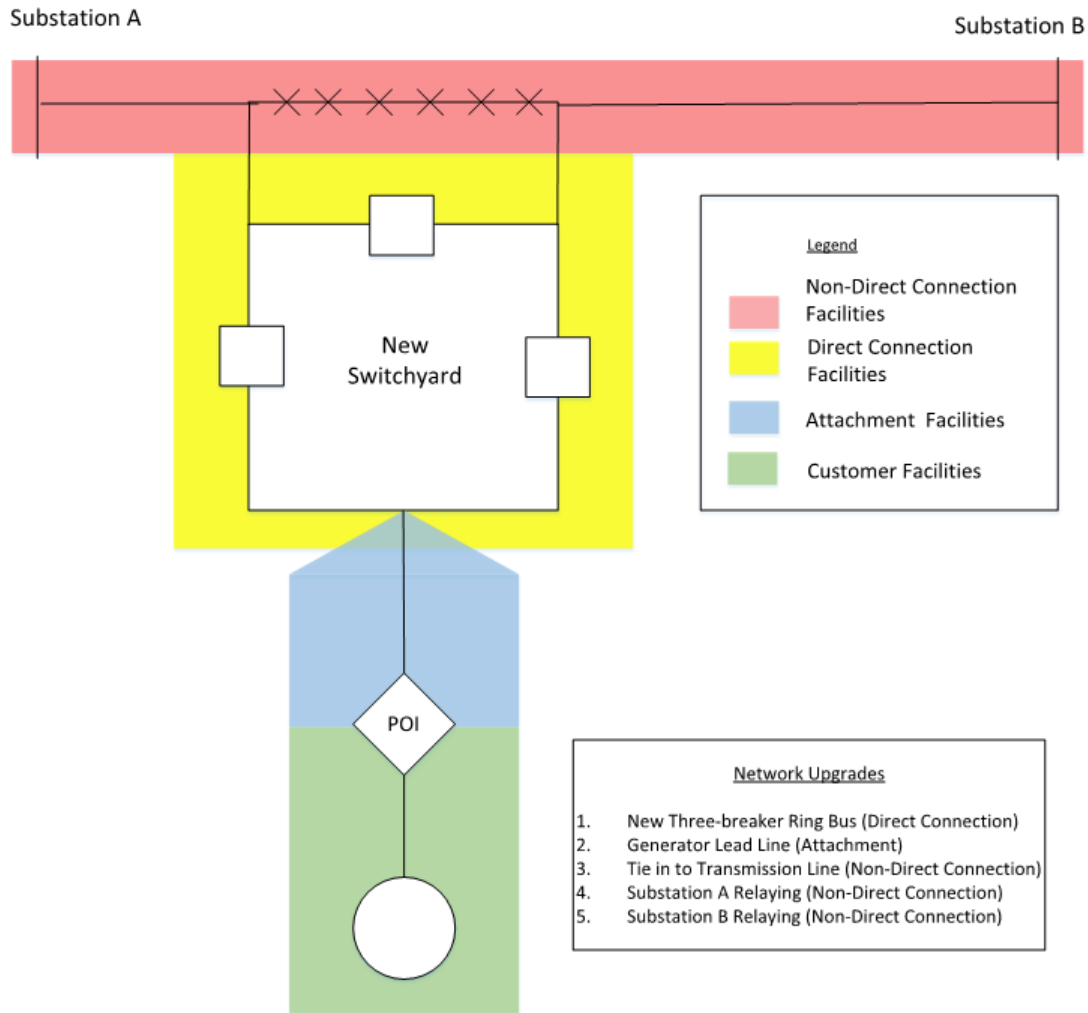 Substation A
Substation B
New
Switchyard
Legend
Non-Direct Connection
Facilities
Direct Connection
Facilities
Attachment Facilities
Customer Facilities
POI
Network Upgrades
1. New Three-breaker Ring Bus (Direct Connection)
2. Generator Lead Line (Attachment)
3. Tie in to Transmission Line (Non-Direct Connection)
4. Substation A Relaying (Non-Direct Connection)
5. Substation B Relaying (Non-Direct Connection)